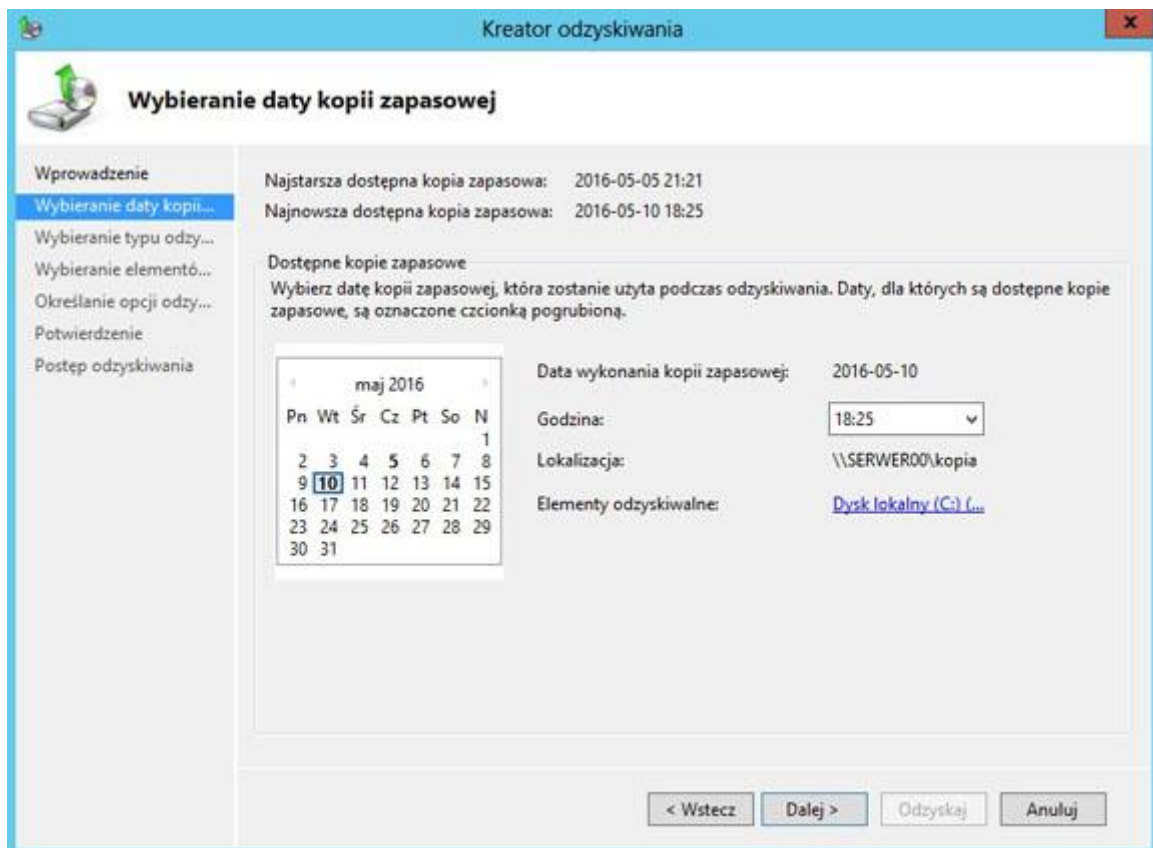 Kreator odzyskiwania
x
Wybieranie daty kopii zapasowej
Wprowadzenie
Wybieranie daty kopii...
Wybieranie typu odzy...
Wybieranie elementó...
Określanie opcji odzy...
Potwierdzenie
Postęp odzyskiwania
Najstarsza dostępna kopia zapasowa: 2016-05-05 21:21
Najnowsza dostępna kopia zapasowa: 2016-05-10 18:25
Dostępne kopie zapasowe
Wybierz datę kopii zapasowej, która zostanie użyta podczas odzyskiwania. Daty, dla których są dostępne kopie
zapasowe, są oznaczone czcionką pogrubioną.
maj 2016
Pn Wt Śr Cz Pt So N
1
2 3 4 5 6 7 8
9 10 11 12 13 14 15
16 17 18 19 20 21 22
23 24 25 26 27 28 29
30 31
Data wykonania kopii zapasowej: 2016-05-10
Godzina: 18:25
Lokalizacja: \\SERWER00\kopia
Elementy odzyskiwalne: Dysk lokalny (C:) (...
< Wstecz Dalej > Odzyskaj Anuluj